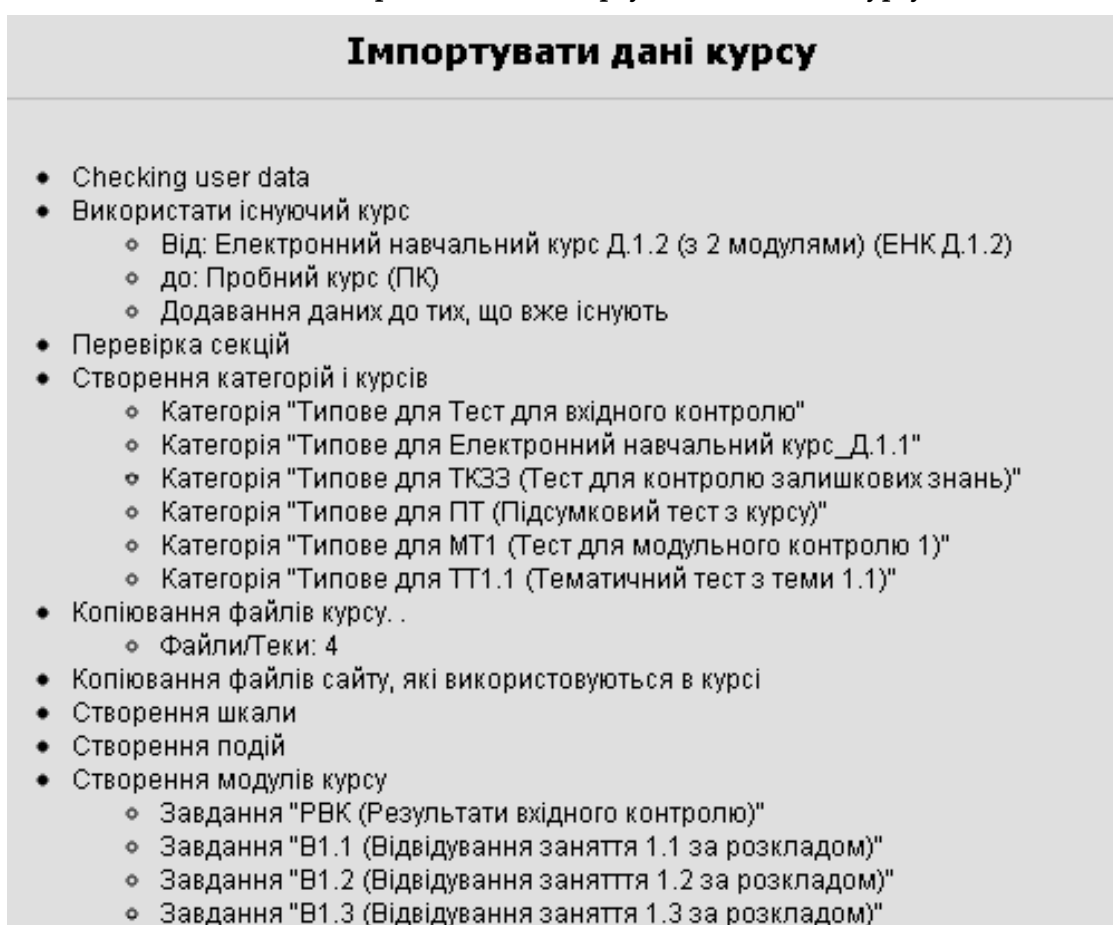 Імпортувати дані курсу
Checking user data
Використати існуючий курс
Від: Електронний навчальний курс Д.1.2 (з 2 модулями) (ЕНК Д.1.2)
до: Пробний курс (ПК)
Додавання даних до тих, що вже існують
Перевірка секцій
Створення категорій і курсів
Категорія "Типове для Тест для вхідного контролю"
Категорія "Типове для Електронний навчальний курс_Д.1.1"
Категорія "Типове для ТКЗЗ (Тест для контролю залишкових знань)"
Категорія "Типове для ПТ (Підсумковий тест з курсу)"
Категорія "Типове для МТ1 (Тест для модульного контролю 1)"
Категорія "Типове для ТТ1.1 (Тематичний тест з теми 1.1)"
Копіювання файлів курсу. .
Файли/Теки: 4
Копіювання файлів сайту, які використовуються в курсі
Створення шкали
Створення подій
Створення модулів курсу
Завдання "РВК (Результати вхідного контролю)"
Завдання "В1.1 (Відвідування заняття 1.1 за розкладом)"
Завдання "В1.2 (Відвідування занятття 1.2 за розкладом)"
Завдання "В1.3 (Відвідування заняття 1.3 за розкладом)"